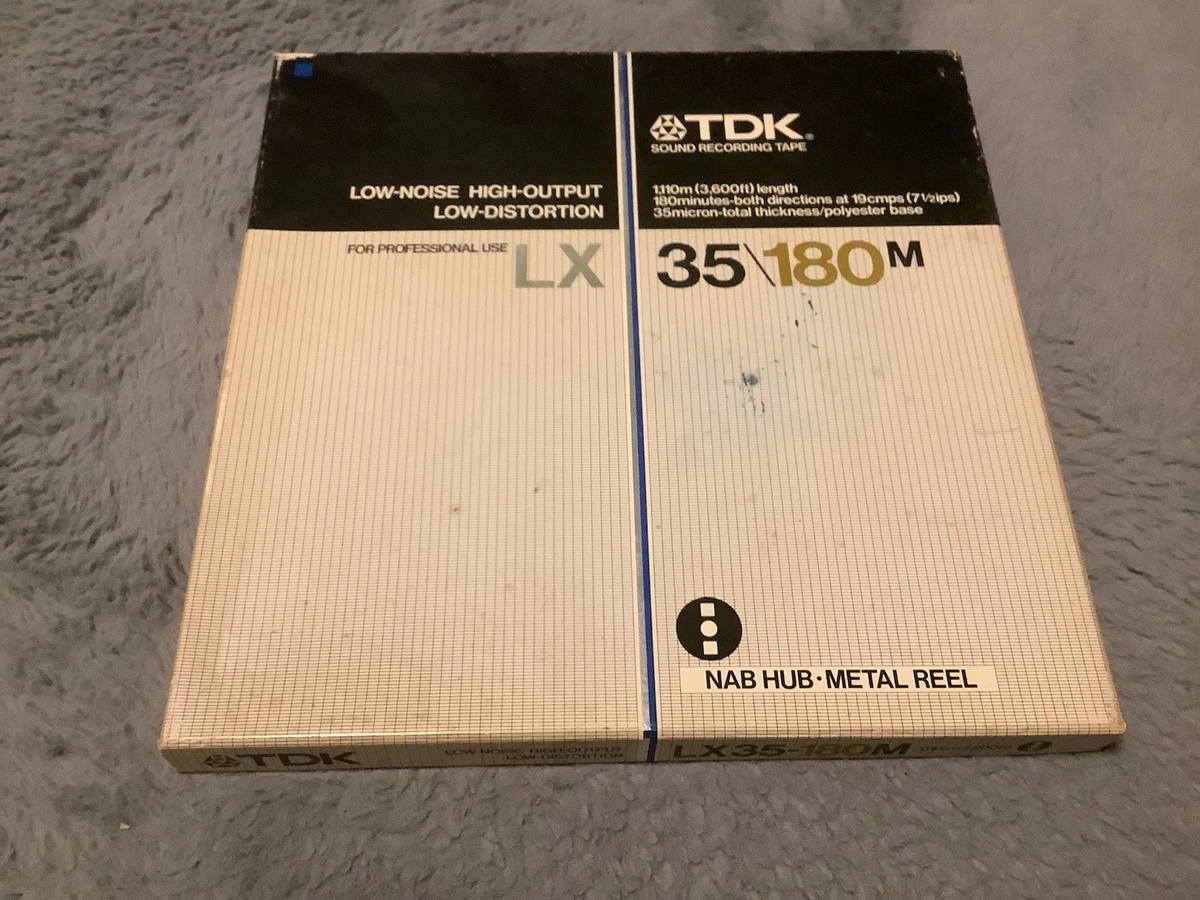 LOW-NOISE HIGH-OUTPUT
LOW-DISTORTION
FOR PROFESSIONAL USE LX
TDK®
SOUND RECORDING TAPE
1,110m (3,600ft) length
180minutes-both directions at 19cmps (7½ips)
35micron-total thickness/polyester base
35\180M
NAB HUB·METAL REEL
TDK
LOW-NOISE HIGH-OUTPUT
LOW-DISTORTION
LX35-180M